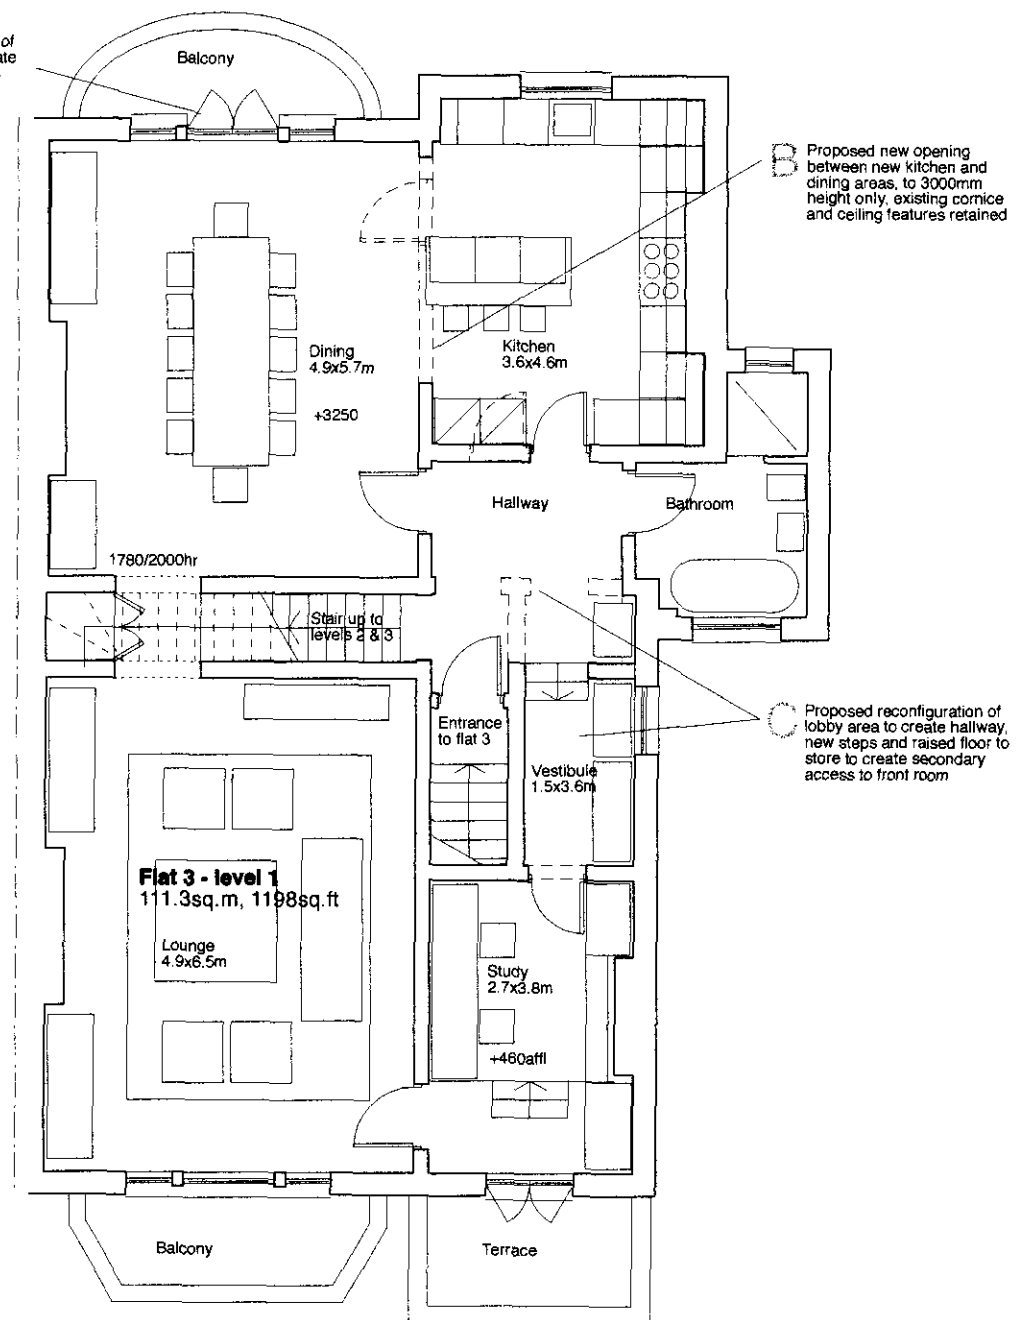 of
ate
Balcony
B
Proposed new opening
between new kitchen and
dining areas, to 3000mm
height only, existing cornice
and ceiling features retained
Dining
4.9x5.7m
+3250
Kitchen
3.6x4.6m
Hallway
Bathroom
1780/2000hr
Stair up to
levels 2 & 3
Entrance
to flat 3
Vestibule
1.5x3.6m
C
Proposed reconfiguration of
lobby area to create hallway,
new steps and raised floor to
store to create secondary
access to front room
Flat 3 - level 1
111.3sq.m, 1198sq.ft
Lounge
4.9x6.5m
Study
2.7x3.8m
+460affl
Balcony
Terrace